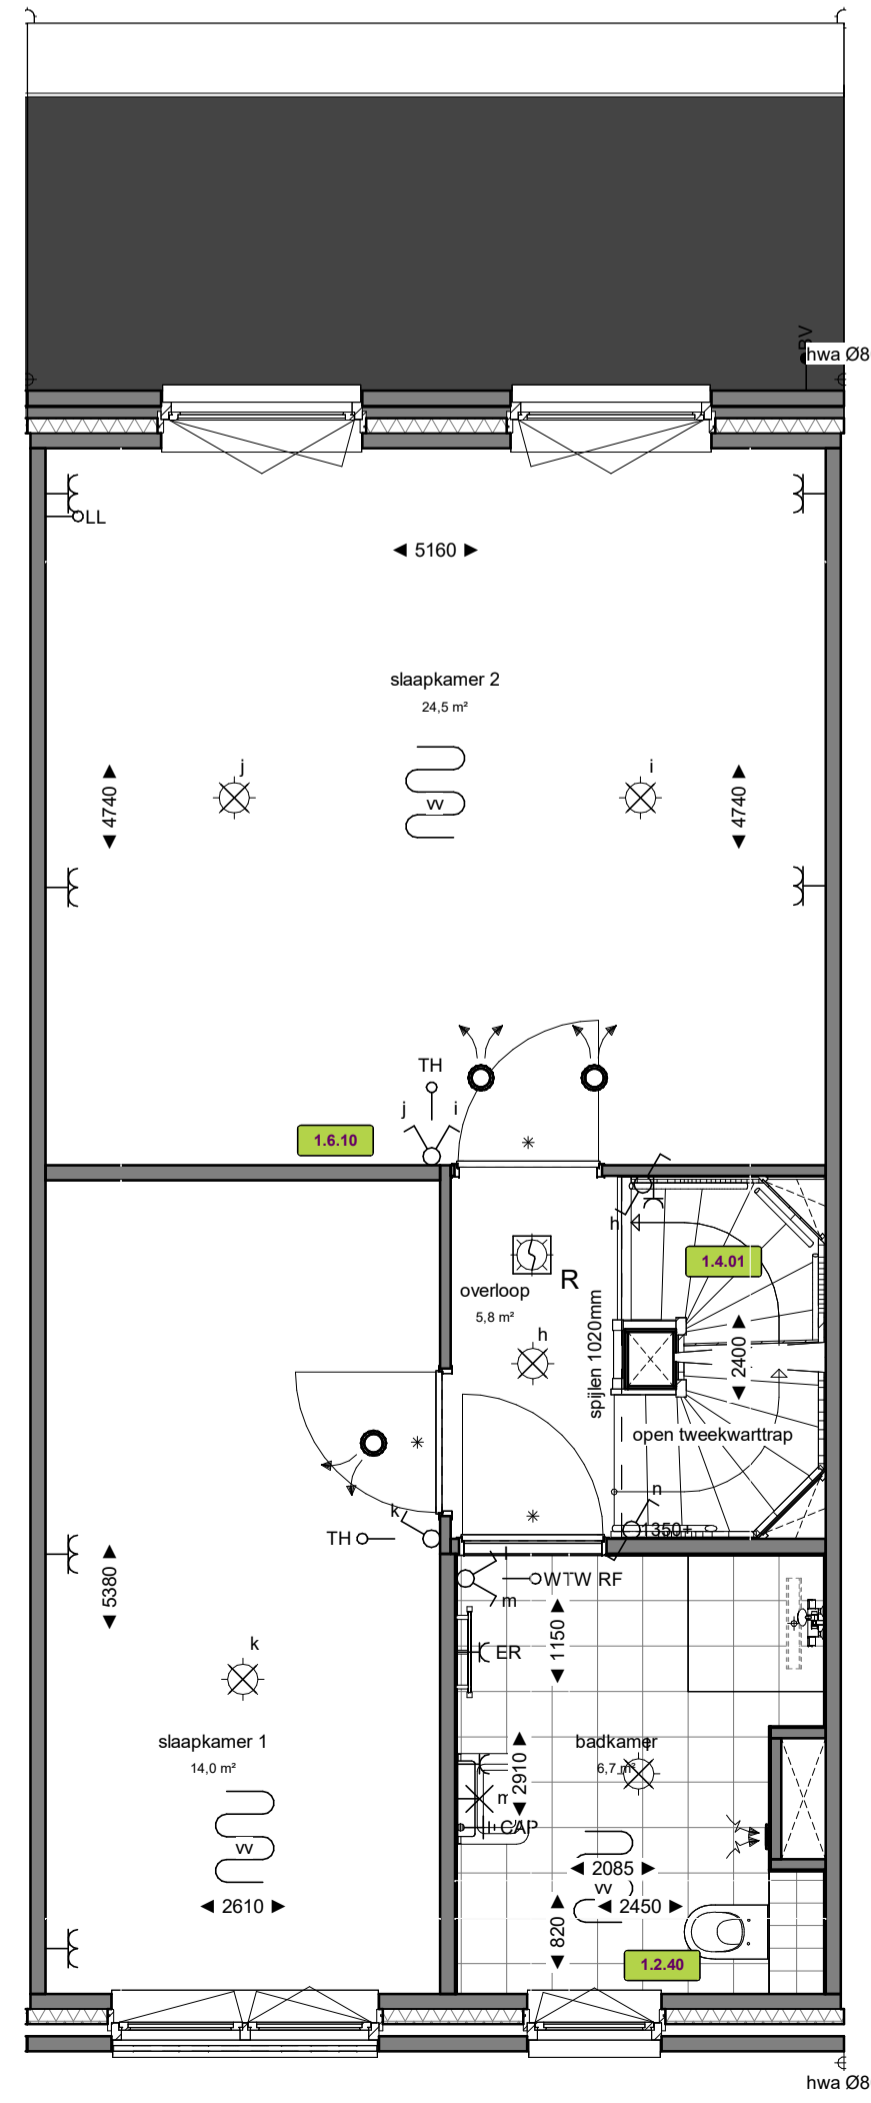 BV
hwa Ø8
LL
5160
slaapkamer 2
24,5 m²
j
i
4740
vv
4740
TH
j
i
1.6.10
h
1.4.01
R
overloop
5,8 m²
h
spijlen 1020mm
2400
open tweekwarttrap
k
n
1350+
TH
5380
WTW RF
m
1150
ER
k
slaapkamer 1
14,0 m²
badkamer
6,7 m²
2910
CAP
vv
2085
vv
2610
2450
820
1.2.40
hwa Ø8